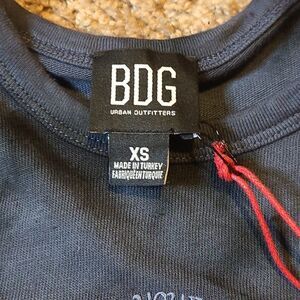 BDG
URBAN OUTFITTERS
XS
MADE IN TURKEY
FABRIQUÉ EN TURQUIE